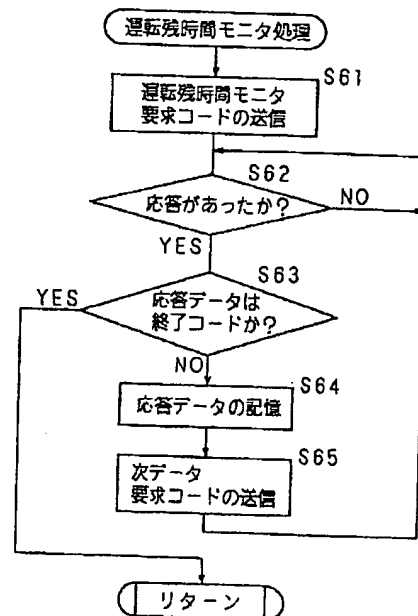 運転残時間モニタ処理
S61
運転残時間モニタ
要求コードの送信
S62
応答があったか?
NO
YES
S63
YES
応答データは
終了コードか?
NO
S64
応答データの記憶
S65
次データ
要求コードの送信
リターン